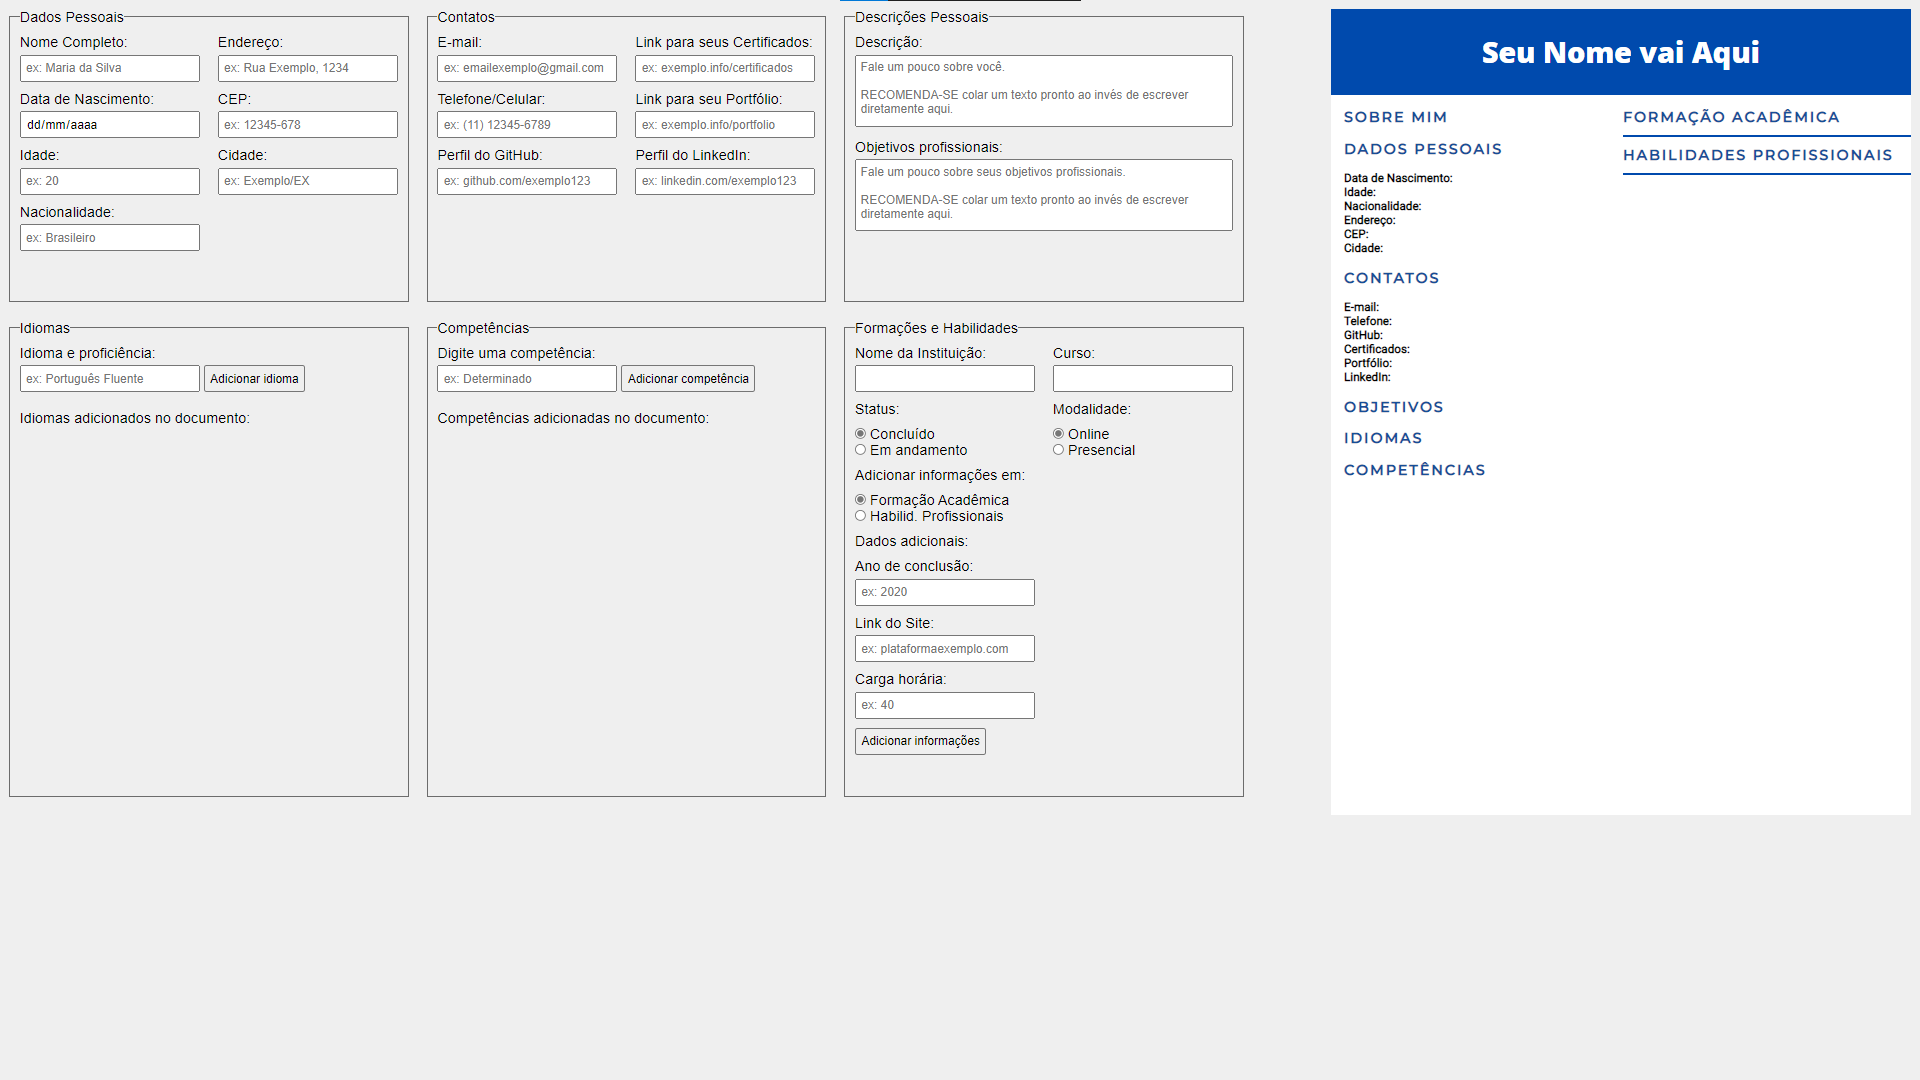 Dados Pessoais
Nome Completo:
ex: Maria da Silva
Endereço:
ex: Rua Exemplo, 1234
Data de Nascimento:
dd/mm/aaaa
CEP:
ex: 12345-678
Idade:
ex: 20
Cidade:
ex: Exemplo/EX
Nacionalidade:
ex: Brasileiro
Contatos
E-mail:
ex: emailexemplo@gmail.com
Link para seus Certificados:
ex: exemplo.info/certificados
Telefone/Celular:
ex: (11) 12345-6789
Link para seu Portfólio:
ex: exemplo.info/portfolio
Perfil do GitHub:
ex: github.com/exemplo123
Perfil do LinkedIn:
ex: linkedin.com/exemplo123
Descrições Pessoais
Descrição:
Fale um pouco sobre você.
RECOMENDA-SE colar um texto pronto ao invés de escrever
diretamente aqui.
Objetivos profissionais:
Fale um pouco sobre seus objetivos profissionais.
RECOMENDA-SE colar um texto pronto ao invés de escrever
diretamente aqui.
Idiomas
Idioma e proficiência:
ex: Português Fluente
Adicionar idioma
Idiomas adicionados no documento:
Competências
Digite uma competência:
ex: Determinado
Adicionar competência
Competências adicionadas no documento:
Formações e Habilidades
Nome da Instituição:
Curso:
Status:
Concluído
Em andamento
Modalidade:
Online
Presencial
Adicionar informações em:
Formação Acadêmica
Habilid. Profissionais
Dados adicionais:
Ano de conclusão:
ex: 2020
Link do Site:
ex: plataformaexemplo.com
Carga horária:
ex: 40
Adicionar informações
Seu Nome vai Aqui
SOBRE MIM
DADOS PESSOAIS
Data de Nascimento:
Idade:
Nacionalidade:
Endereço:
CEP:
Cidade:
CONTATOS
E-mail:
Telefone:
GitHub:
Certificados:
Portfólio:
LinkedIn:
OBJETIVOS
IDIOMAS
COMPETÊNCIAS
FORMAÇÃO ACADÊMICA
HABILIDADES PROFISSIONAIS